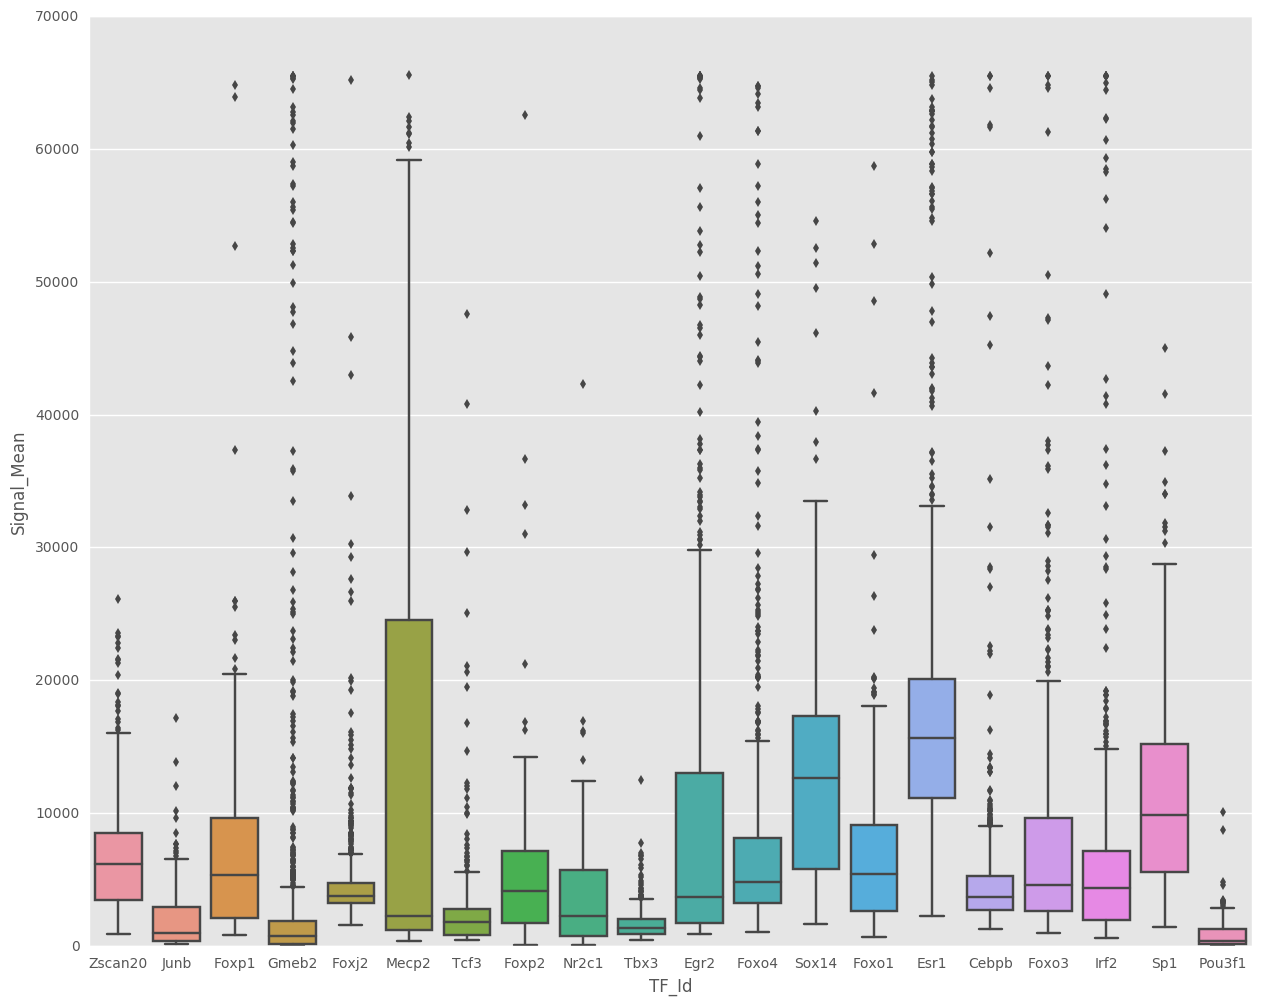 70000
60000
50000
40000
30000
20000
10000
0
Signal_Mean
Zscan20 Junb Foxp1 Gmeb2 Foxj2 Mecp2 Tcf3 Foxp2 Nr2c1 Tbx3 Egr2 Foxo4 Sox14 Foxo1 Esr1 Cebpb Foxo3 Irf2 Sp1 Pou3f1
TF_Id